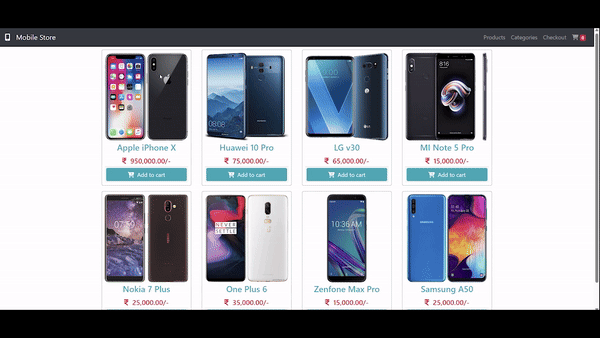 Mobile Store Products Categories Checkout 0
Apple iPhone X Huawei 10 Pro LG v30 MI Note 5 Pro
₹ 950,000.00/- ₹ 75,000.00/- ₹ 65,000.00/- ₹ 15,000.00/-
Add to cart Add to cart Add to cart Add to cart
NEVER
SETTLE
Nokia 7 Plus One Plus 6 Zenfone Max Pro Samsung A50
₹ 25,000.00/- ₹ 35,000.00/- ₹ 15,000.00/- ₹ 25,000.00/-